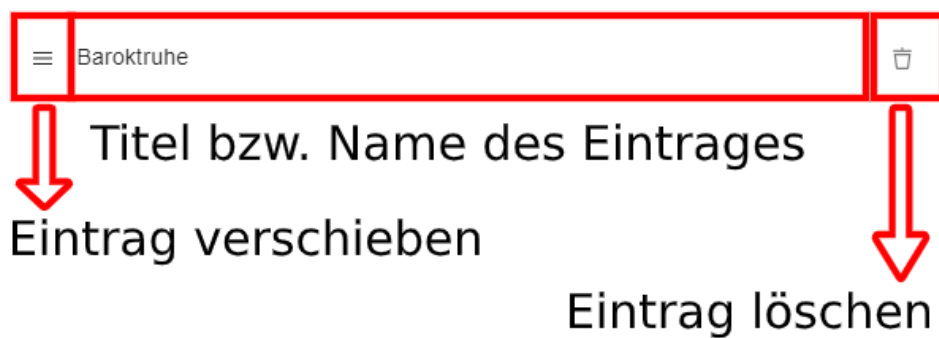 Baroktruhe
Titel bzw. Name des Eintrages
Eintrag verschieben
Eintrag löschen